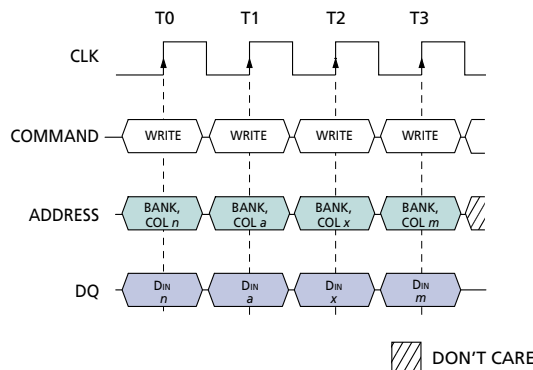 T0 T1 T2 T3
CLK
COMMAND WRITE WRITE WRITE WRITE
ADDRESS BANK, BANK, BANK, BANK,
COL n COL a COL x COL m
DQ DIN DIN DIN DIN
n a x m
DON'T CARE